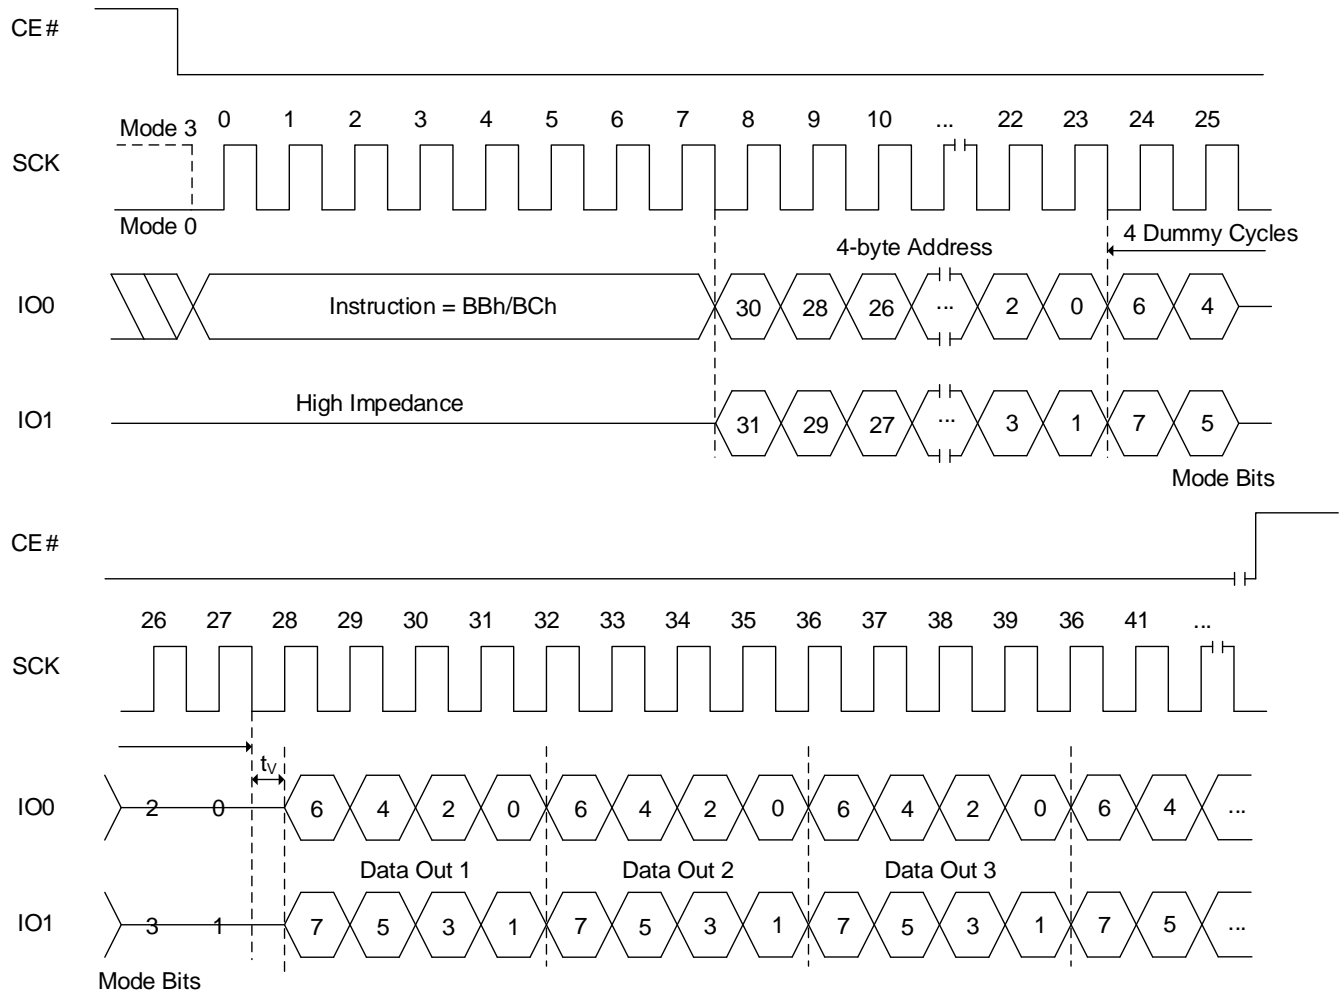 CE#
Mode 3 0 1 2 3 4 5 6 7 8 9 10 ... 22 23 24 25
SCK
Mode 0
4-byte Address 4 Dummy Cycles
IO0 Instruction = BBh/BCh 30 28 26 ... 2 0 6 4
High Impedance
IO1 31 29 27 ... 3 1 7 5
Mode Bits
CE#
26 27 28 29 30 31 32 33 34 35 36 37 38 39 36 41 ...
SCK
tV
IO0 2 0 6 4 2 0 6 4 2 0 6 4 2 0 6 4 ...
Data Out 1 Data Out 2 Data Out 3
IO1 3 1 7 5 3 1 7 5 3 1 7 5 3 1 7 5 ...
Mode Bits